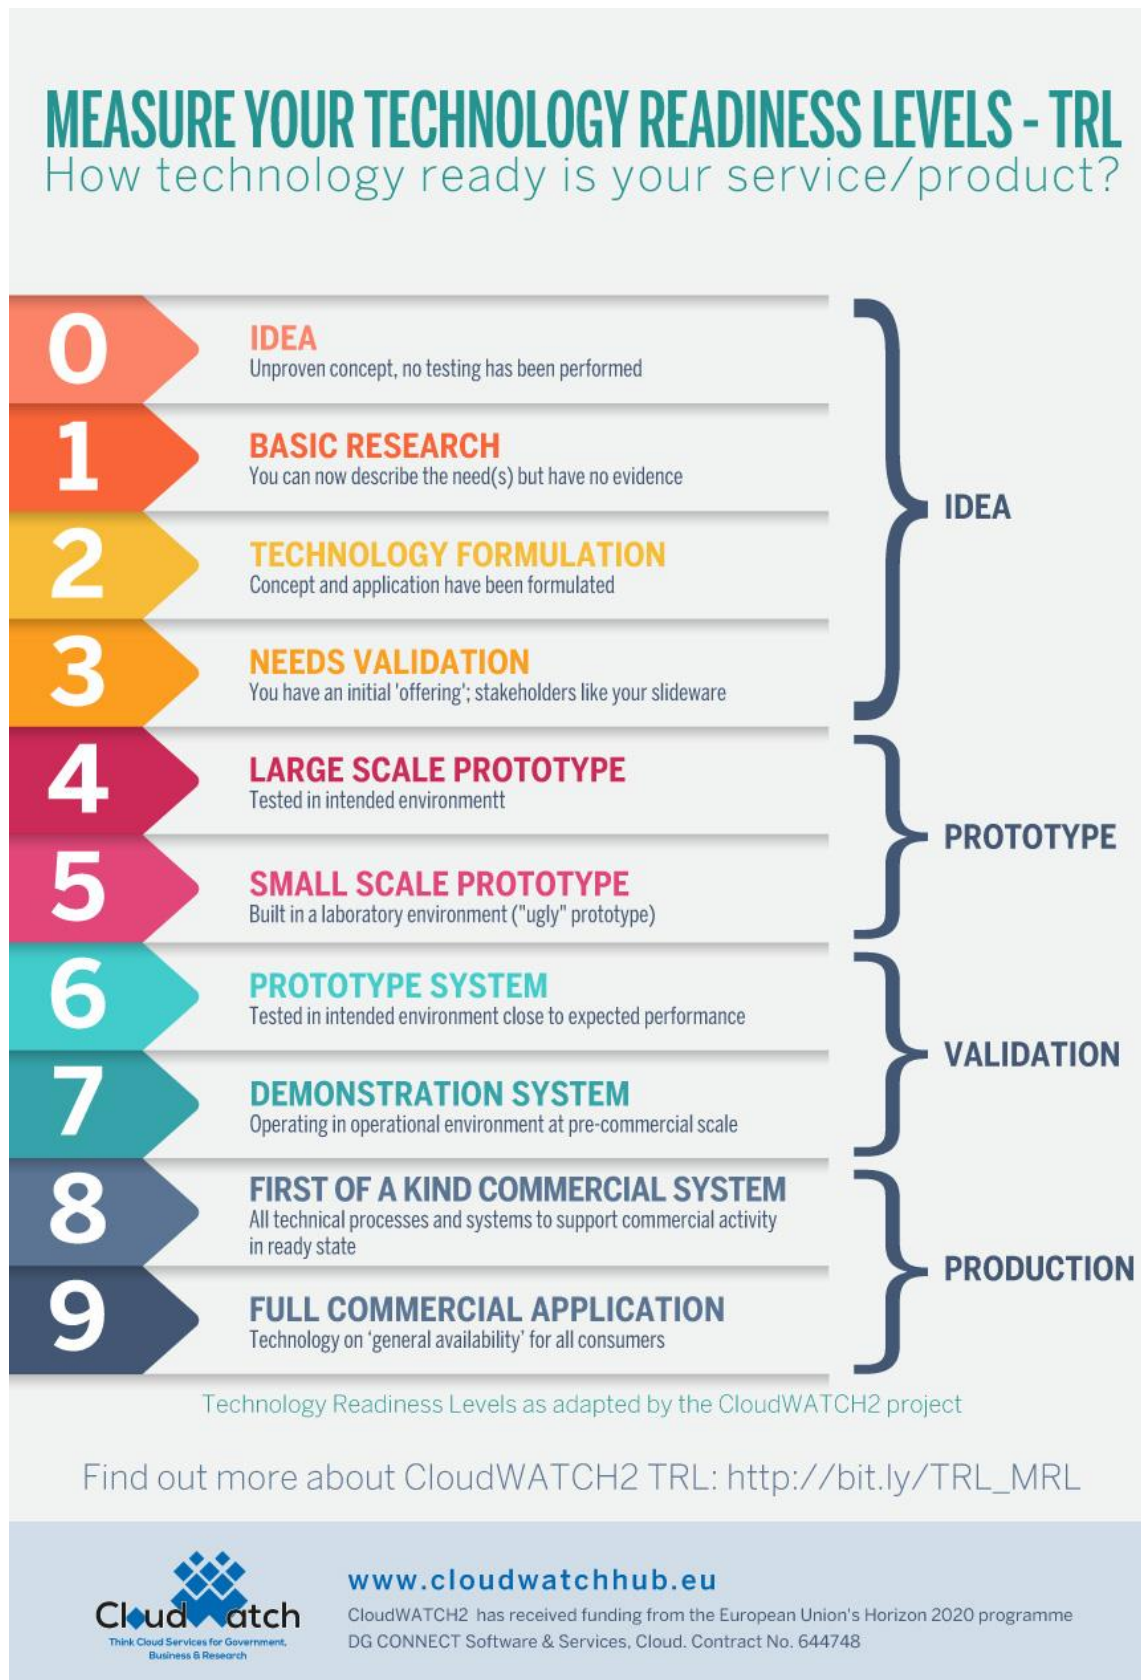 MEASURE YOUR TECHNOLOGY READINESS LEVELS - TRL
How technology ready is your service/product?
0
IDEA
Unproven concept, no testing has been performed
1
BASIC RESEARCH
You can now describe the need(s) but have no evidence
2
TECHNOLOGY FORMULATION
Concept and application have been formulated
3
NEEDS VALIDATION
You have an initial 'offering'; stakeholders like your slideware
IDEA
4
LARGE SCALE PROTOTYPE
Tested in intended environmentt
5
SMALL SCALE PROTOTYPE
Built in a laboratory environment ("ugly" prototype)
PROTOTYPE
6
PROTOTYPE SYSTEM
Tested in intended environment close to expected performance
7
DEMONSTRATION SYSTEM
Operating in operational environment at pre-commercial scale
VALIDATION
8
FIRST OF A KIND COMMERCIAL SYSTEM
All technical processes and systems to support commercial activity
in ready state
9
FULL COMMERCIAL APPLICATION
Technology on ‘general availability’ for all consumers
PRODUCTION
Technology Readiness Levels as adapted by the CloudWATCH2 project
Find out more about CloudWATCH2 TRL: http://bit.ly/TRL_MRL
CloudWatch
Think Cloud Services for Government,
Business & Research
www.cloudwatchhub.eu
CloudWATCH2 has received funding from the European Union's Horizon 2020 programme
DG CONNECT Software & Services, Cloud. Contract No. 644748